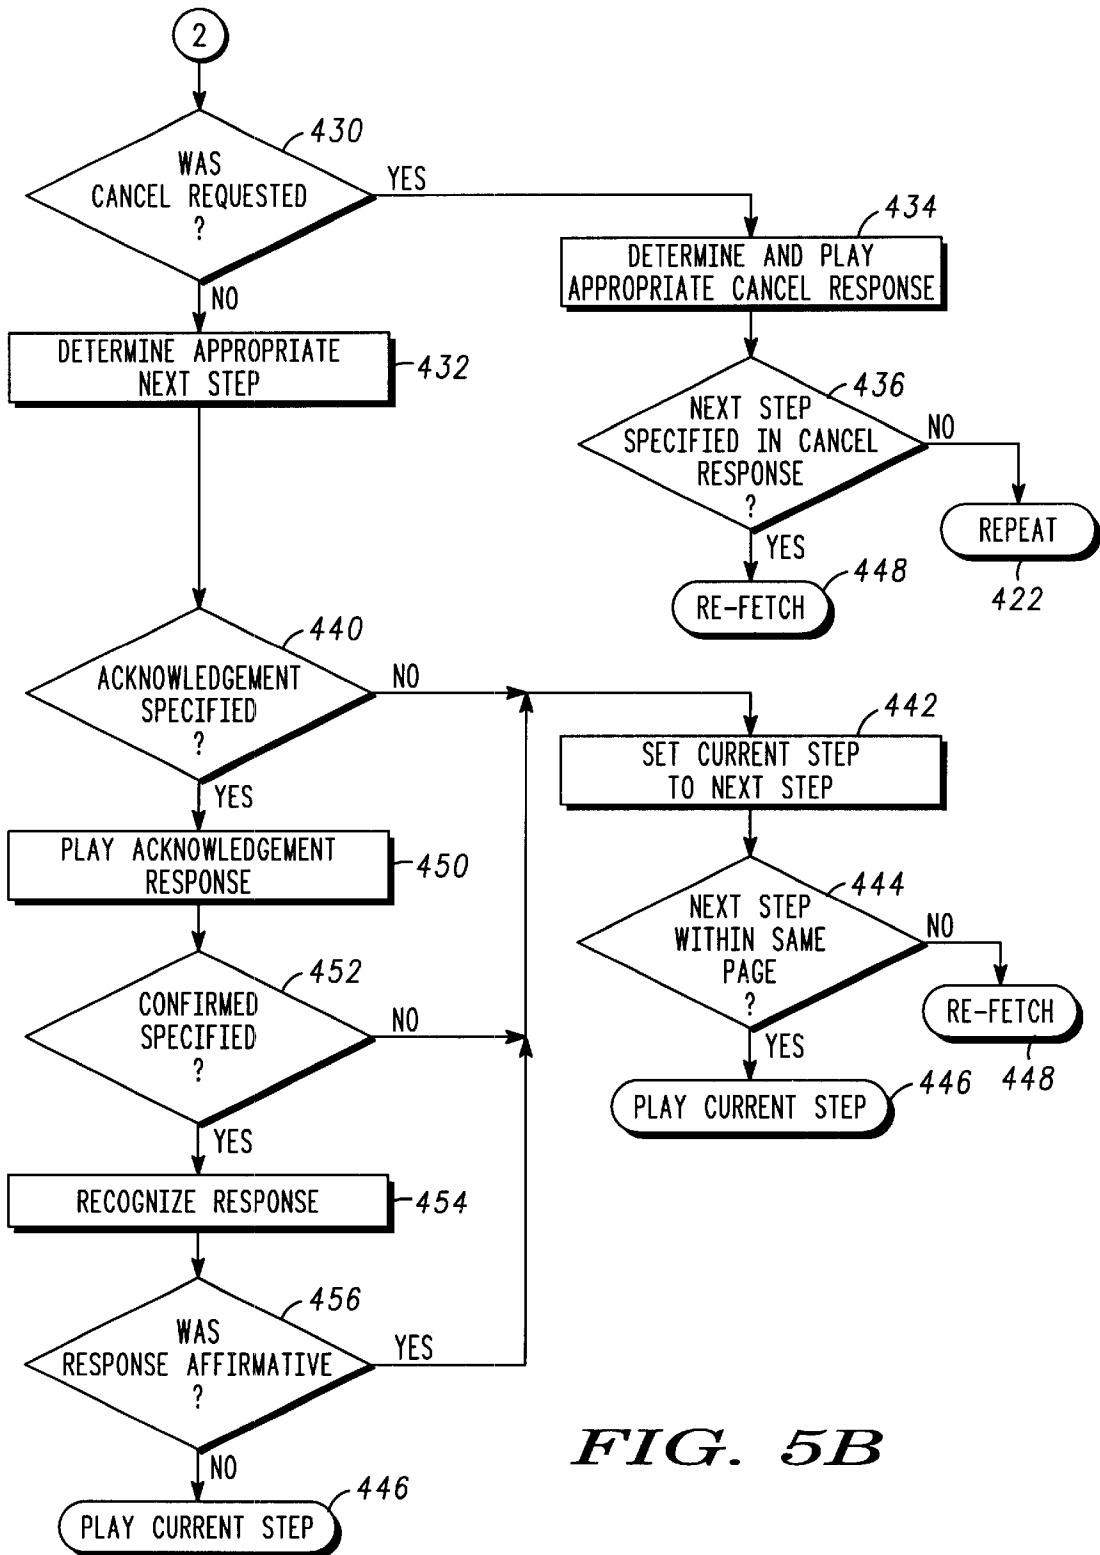 2
430
WAS
CANCEL REQUESTED
?
YES
NO
434
DETERMINE AND PLAY
APPROPRIATE CANCEL RESPONSE
DETERMINE APPROPRIATE
NEXT STEP
432
436
NEXT STEP
SPECIFIED IN CANCEL
RESPONSE
?
NO
YES
REPEAT
422
448
RE-FETCH
440
ACKNOWLEDGEMENT
SPECIFIED
?
NO
YES
442
SET CURRENT STEP
TO NEXT STEP
PLAY ACKNOWLEDGEMENT
RESPONSE
450
444
NEXT STEP
WITHIN SAME
PAGE
?
NO
YES
RE-FETCH
448
PLAY CURRENT STEP
446
452
CONFIRMED
SPECIFIED
?
NO
YES
RECOGNIZE RESPONSE
454
456
WAS
RESPONSE AFFIRMATIVE
?
YES
NO
446
PLAY CURRENT STEP
FIG. 5B